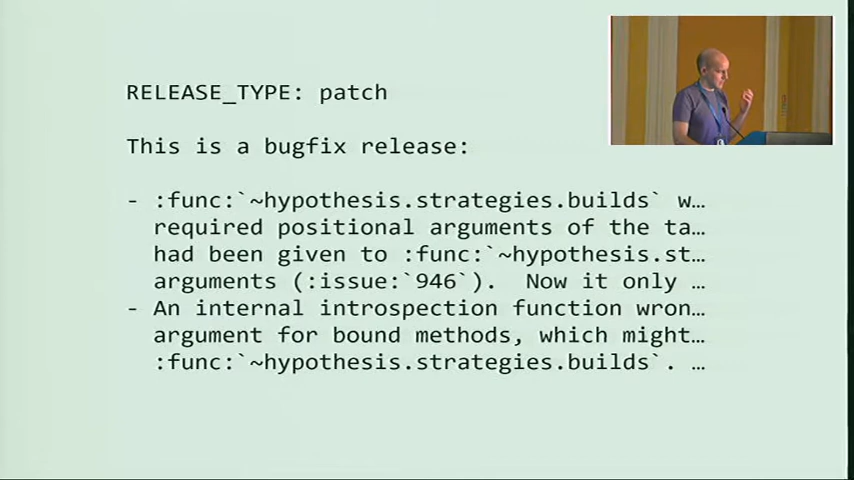 RELEASE_TYPE: patch
This is a bugfix release:
- :func:`~hypothesis.strategies.builds` w…
required positional arguments of the ta…
had been given to :func:`~hypothesis.st…
arguments (:issue:`946`). Now it only …
- An internal introspection function wron…
argument for bound methods, which might…
:func:`~hypothesis.strategies.builds`. …